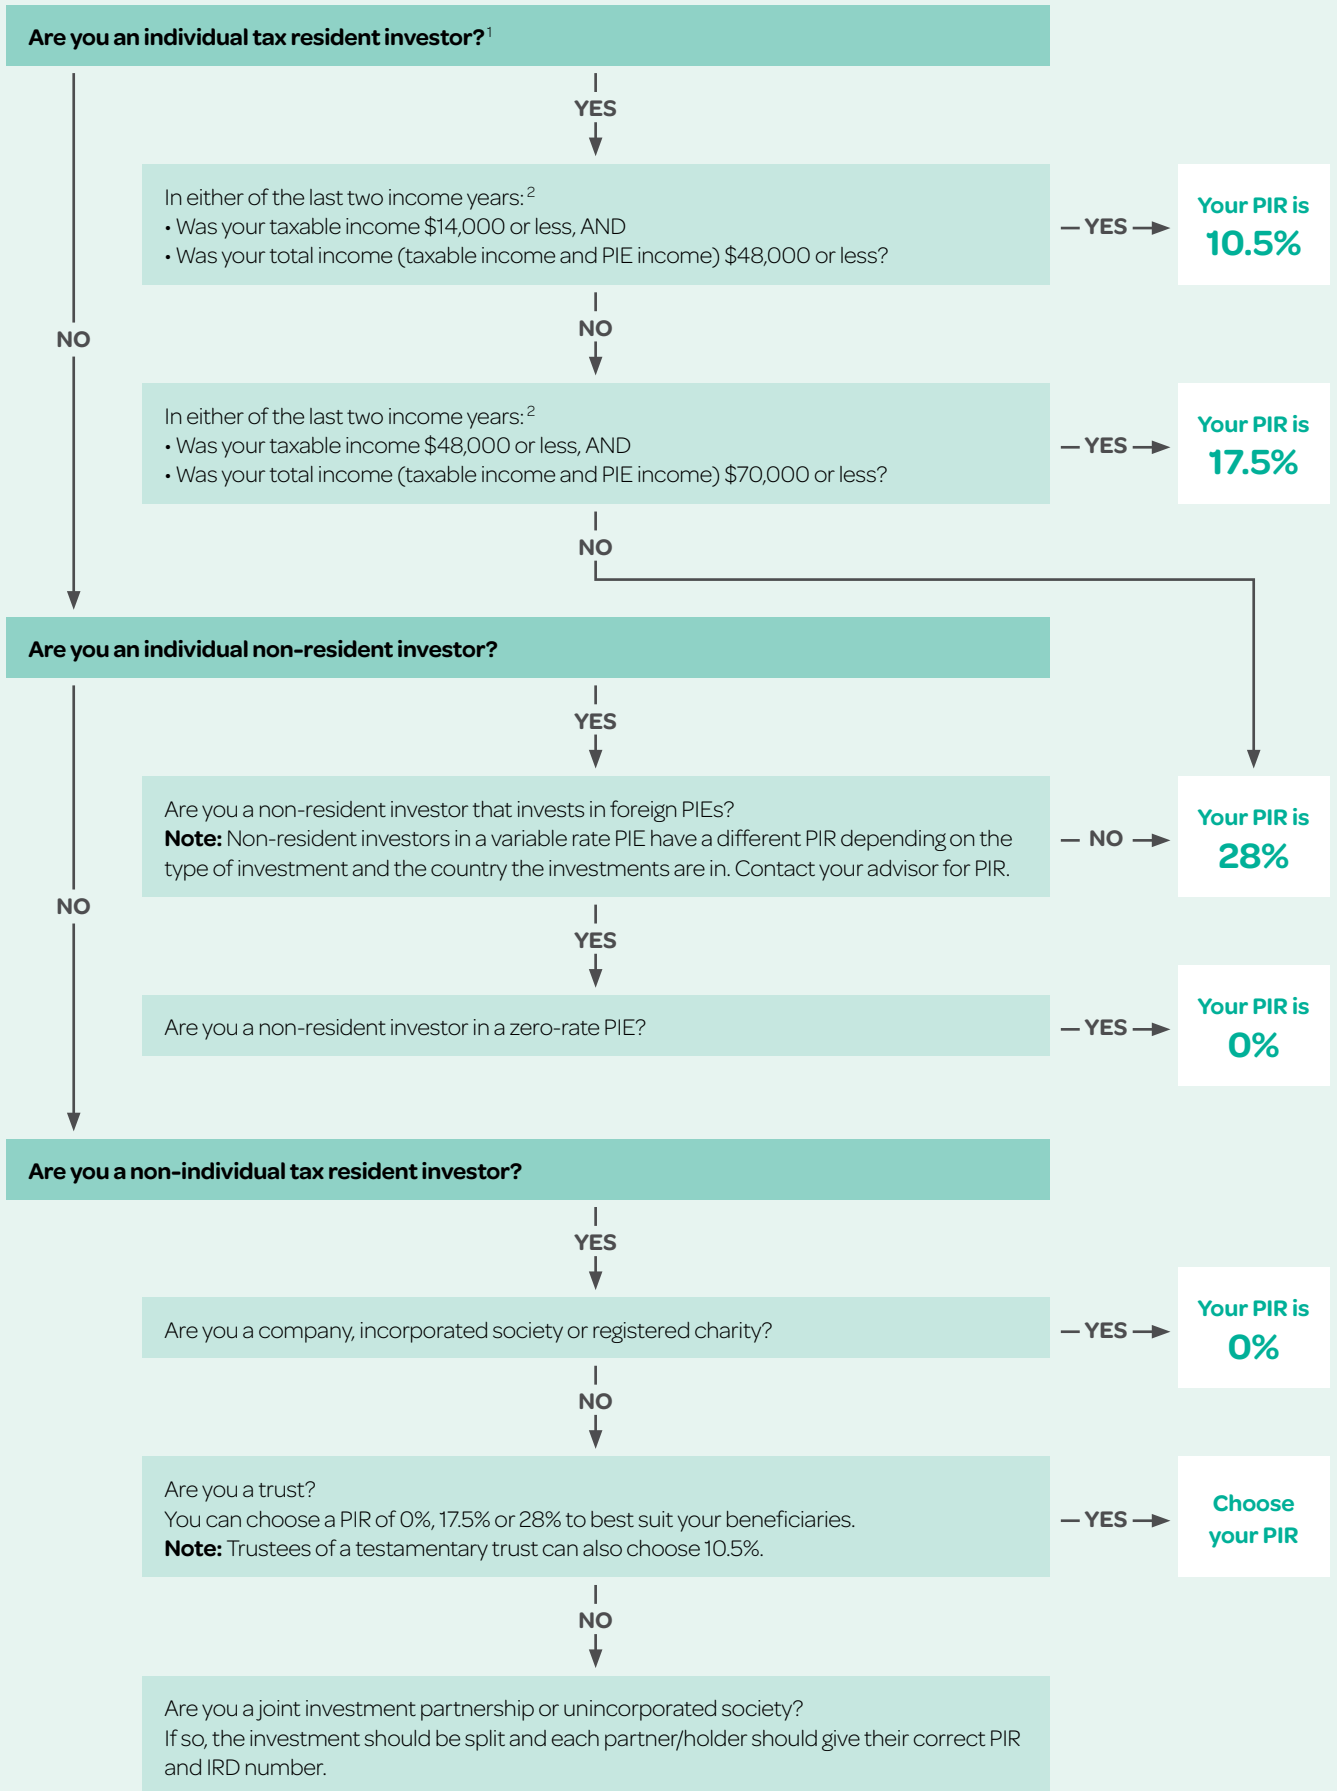 Are you an individual tax resident investor?1
YES
In either of the last two income years:2
• Was your taxable income $14,000 or less, AND
• Was your total income (taxable income and PIE income) $48,000 or less?
YES
Your PIR is
10.5%
NO
NO
In either of the last two income years:2
• Was your taxable income $48,000 or less, AND
• Was your total income (taxable income and PIE income) $70,000 or less?
YES
Your PIR is
17.5%
NO
Are you an individual non-resident investor?
YES
Are you a non-resident investor that invests in foreign PIEs?
Note: Non-resident investors in a variable rate PIE have a different PIR depending on the
type of investment and the country the investments are in. Contact your advisor for PIR.
NO
Your PIR is
28%
NO
YES
Are you a non-resident investor in a zero-rate PIE?
YES
Your PIR is
0%
Are you a non-individual tax resident investor?
YES
Are you a company, incorporated society or registered charity?
YES
Your PIR is
0%
NO
Are you a trust?
You can choose a PIR of 0%, 17.5% or 28% to best suit your beneficiaries.
Note: Trustees of a testamentary trust can also choose 10.5%.
YES
Choose
your PIR
NO
Are you a joint investment partnership or unincorporated society?
If so, the investment should be split and each partner/holder should give their correct PIR
and IRD number.